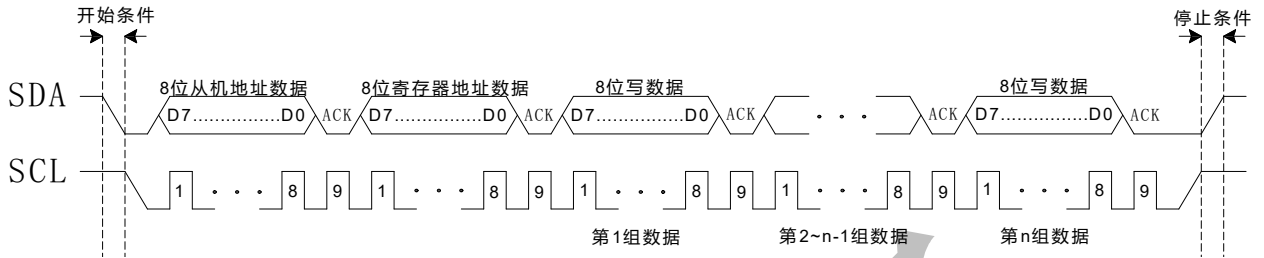 开始条件 停止条件
8位从机地址数据 8位寄存器地址数据 8位写数据 8位写数据
SDA D7................D0 ACK D7................D0 ACK D7................D0 ACK · · · ACK D7................D0 ACK
SCL 1 · · · 8 9 1 · · · 8 9 1 · · · 8 9 1 · · · 8 9 1 · · · 8 9
第1组数据 第2~n-1组数据 第n组数据